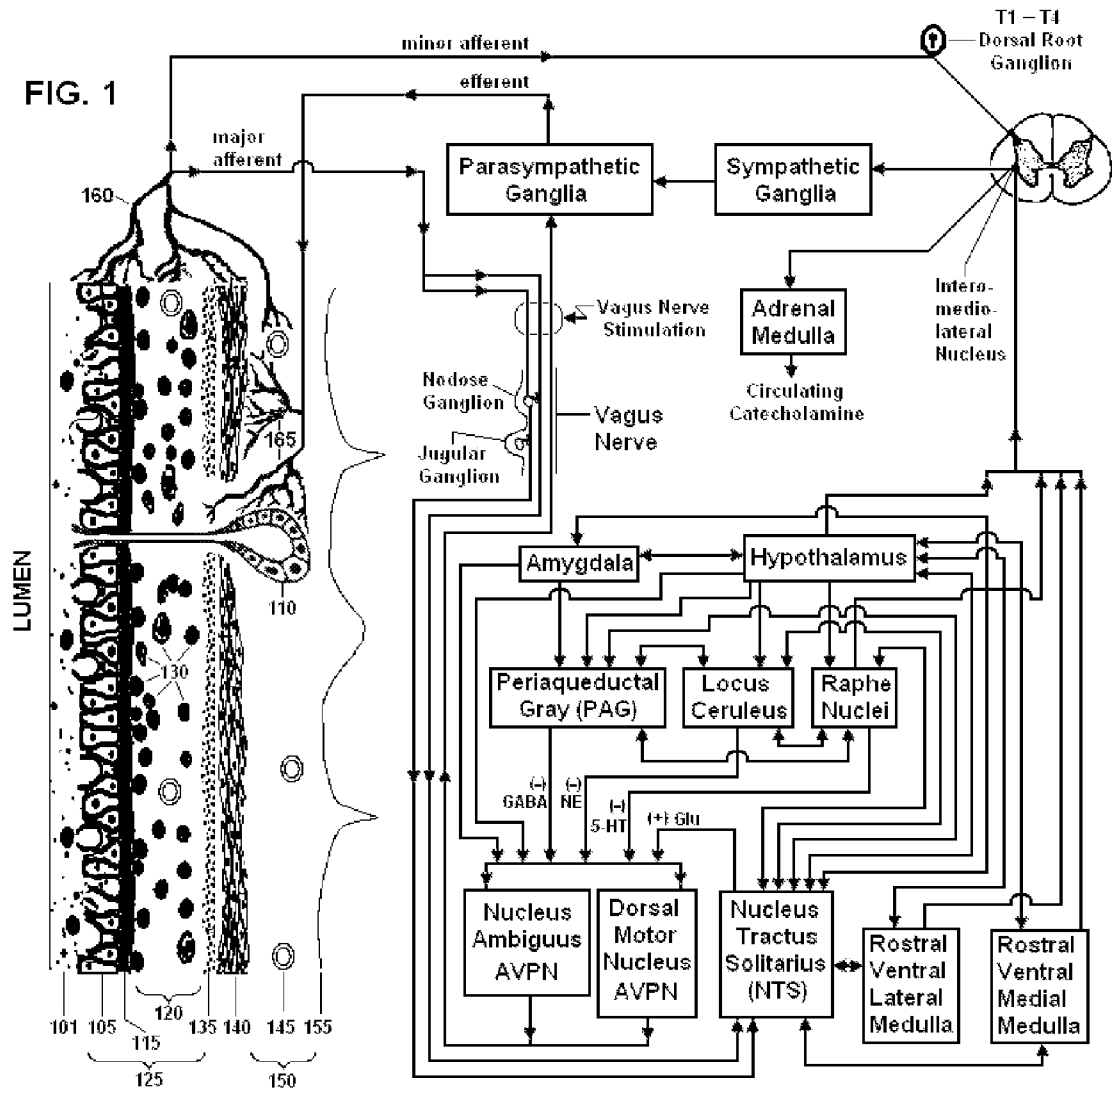 T1 – T4
Dorsal Root
Ganglion
minor afferent
efferent
FIG. 1
major
afferent
Parasympathetic
Ganglia
Sympathetic
Ganglia
160
Adrenal
Medulla
Interо-
medio-
lateral
Nucleus
Vagus Nerve
Stimulation
Circulating
Catecholamine
Nodose
Ganglion
Vagus
Nerve
165
Jugular
Ganglion
LUMEN
Amygdala
Hypothalamus
110
130
Periaqueductal
Gray (PAG)
Locus
Ceruleus
Raphe
Nuclei
(–)
GABA
(–)
NE
(–)
5-HT
(+) Glu
Nucleus
Ambiguus
AVPN
Dorsal
Motor
Nucleus
AVPN
Nucleus
Tractus
Solitarius
(NTS)
Rostral
Ventral
Lateral
Medulla
Rostral
Ventral
Medial
Medulla
101
105
115
120
135
140
145
155
125
150